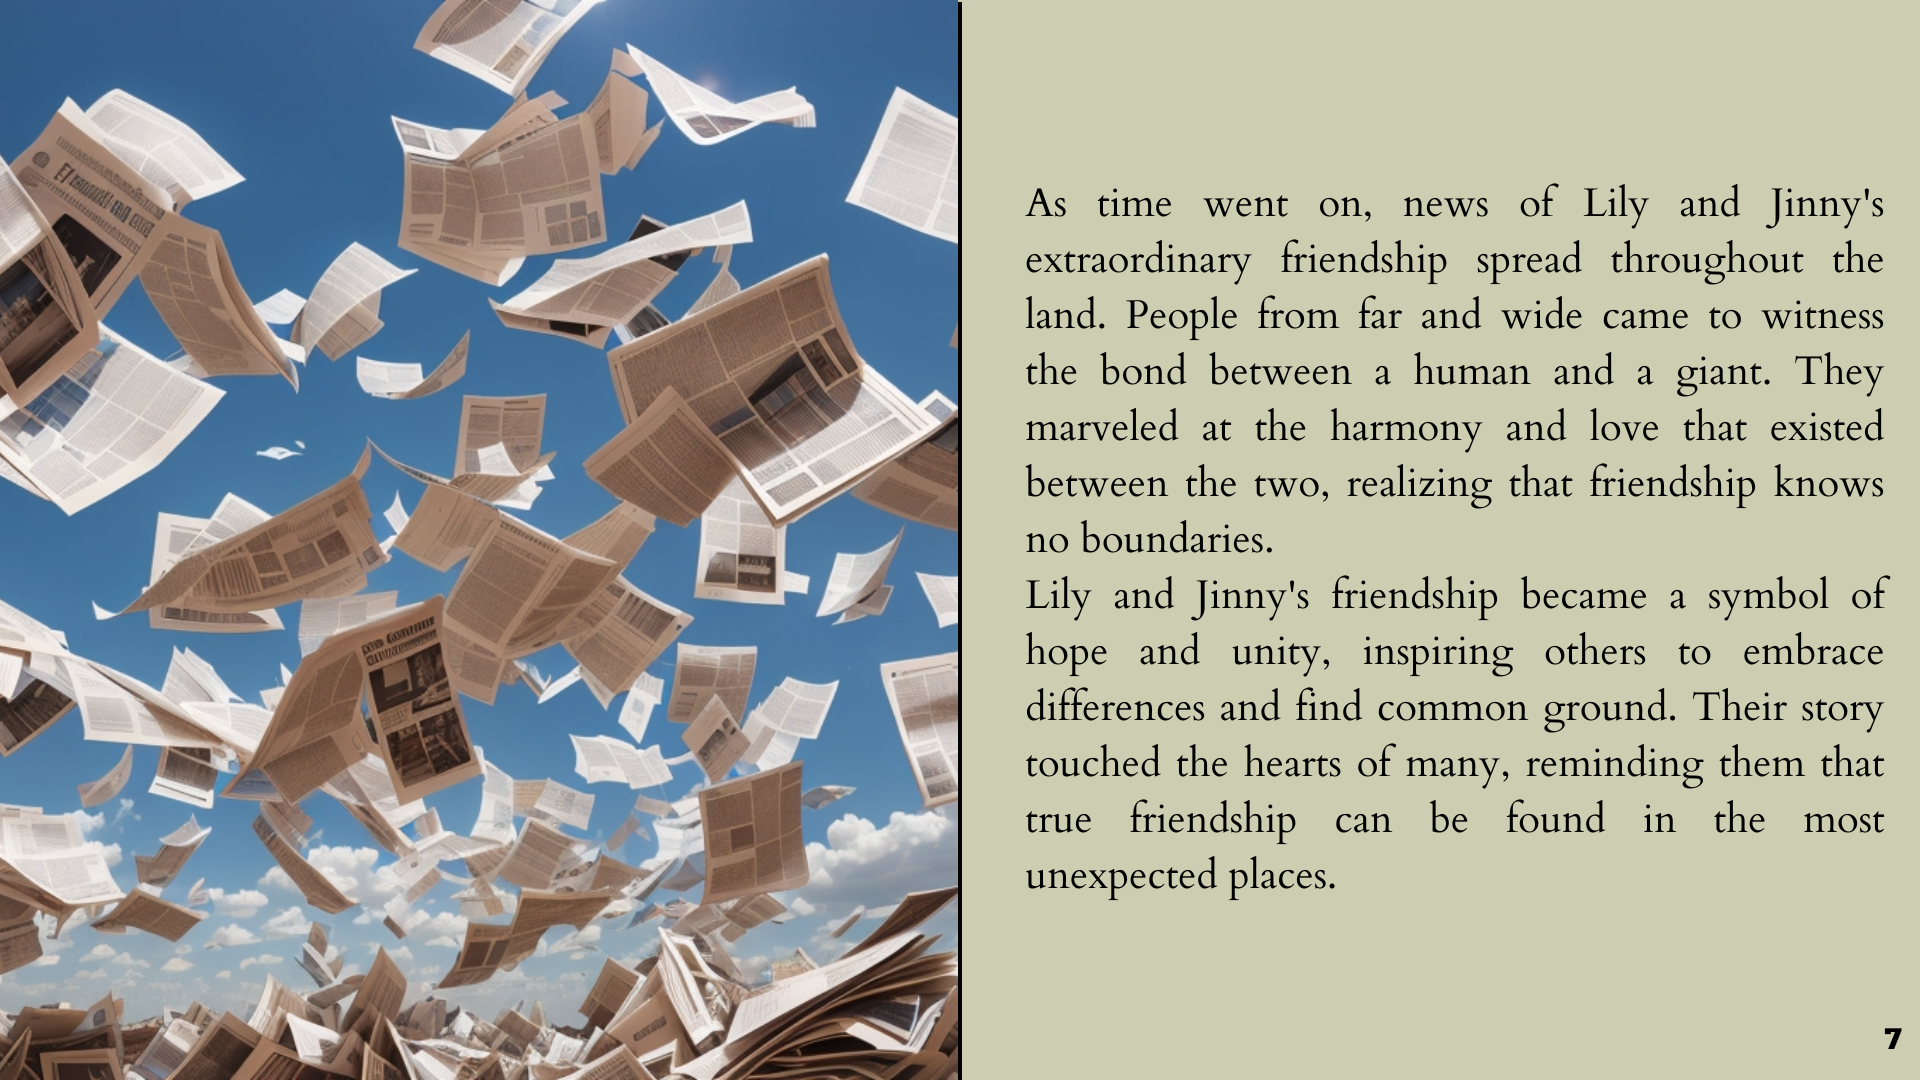 As time went on, news of Lily and Jinny's
extraordinary friendship spread throughout the
land. People from far and wide came to witness
the bond between a human and a giant. They
marveled at the harmony and love that existed
between the two, realizing that friendship knows
no boundaries.
Lily and Jinny's friendship became a symbol of
hope and unity, inspiring others to embrace
differences and find common ground. Their story
touched the hearts of many, reminding them that
true friendship can be found in the most
unexpected places.
7